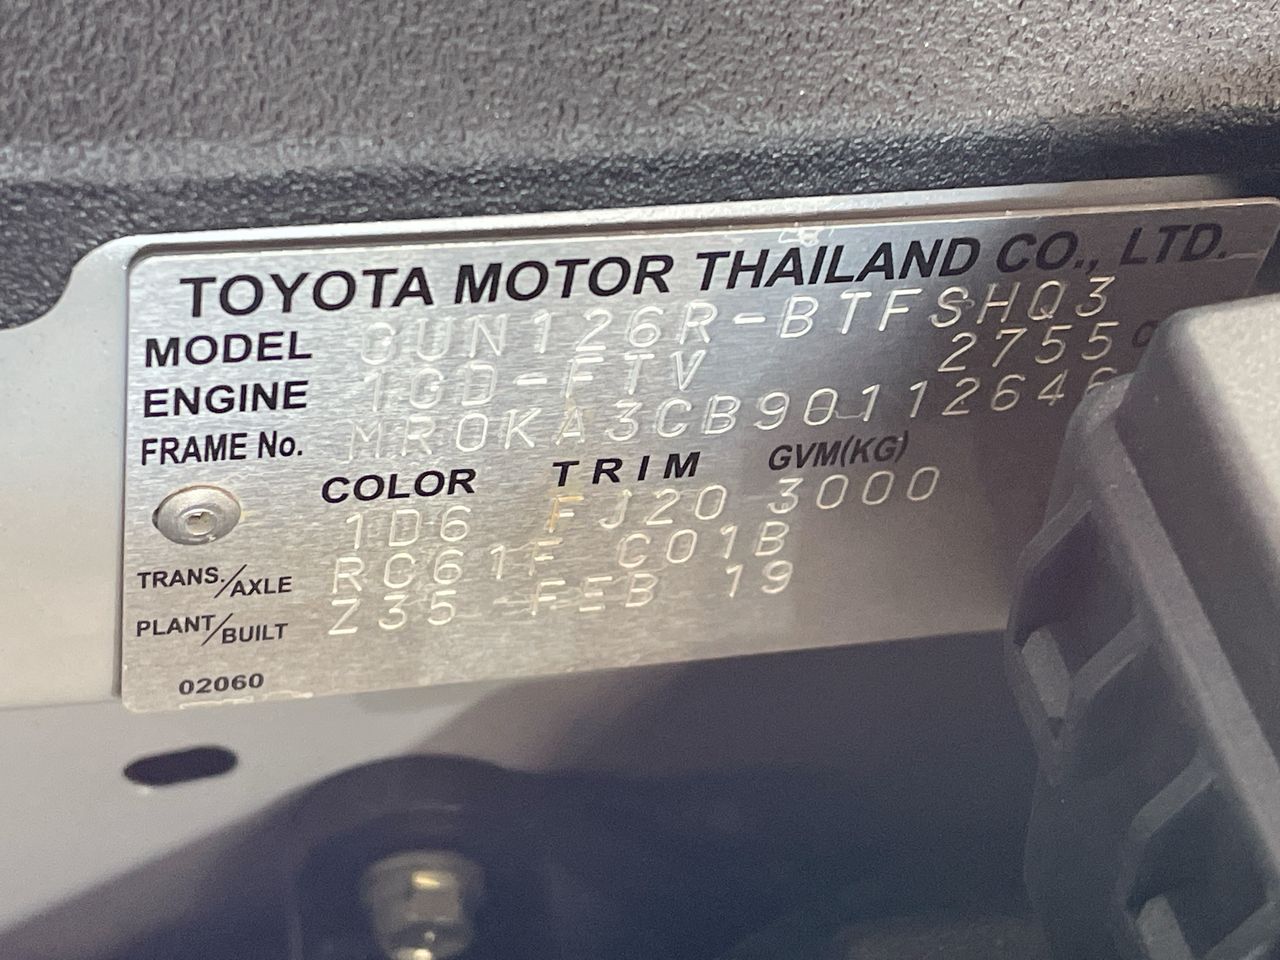 TOYOTA MOTOR THAILAND CO., LTD.
MODEL GUN126R-BTFSHQ3
ENGINE 1GD-FTV 2755
FRAME No. MR0KA3CB90112646
COLOR TRIM GVM(KG)
1D6 FJ20 3000
TRANS./AXLE RC61F C01B
PLANT/BUILT Z35 FEB 19
02060